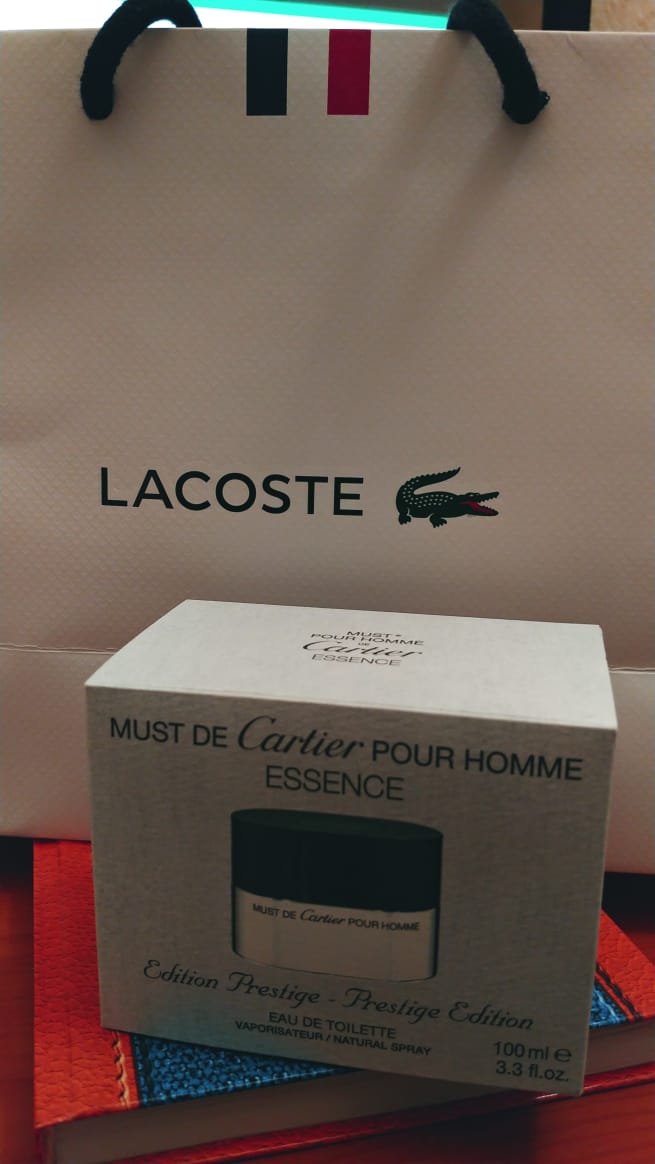 LACOSTE
MUST
POUR HOMME
DE
Cartier
ESSENCE
MUST DE Cartier POUR HOMME
ESSENCE
MUST DE Cartier POUR HOMME
Edition Prestige - Prestige Edition
EAU DE TOILETTE
VAPORISATEUR / NATURAL SPRAY
100 ml e
3.3 fl.oz.